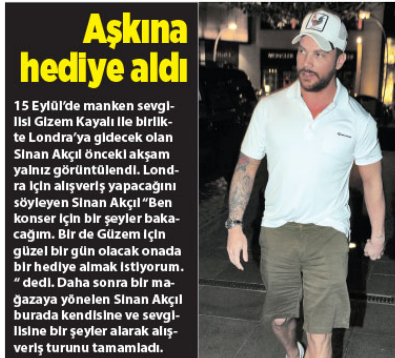 Aşkına
hediye aldı
15 Eylül’de manken sevgi-
lisi Gizem Kayalı ile birlik-
te Londra’ya gidecek olan
Sinan Akçıl önceki akşam
yalnız görüntülendi. Lond-
ra için alışveriş yapacağını
söyleyen Sinan Akçıl “Ben
konser için bir şeyler baka-
cağım. Bir de Güzem için
güzel bir gün olacak onada
bir hediye almak istiyorum.
“ dedi. Daha sonra bir ma-
ğazaya yönelen Sinan Akçıl
burada kendisine ve sevgi-
lisine bir şeyler alarak alış-
veriş turunu tamamladı.